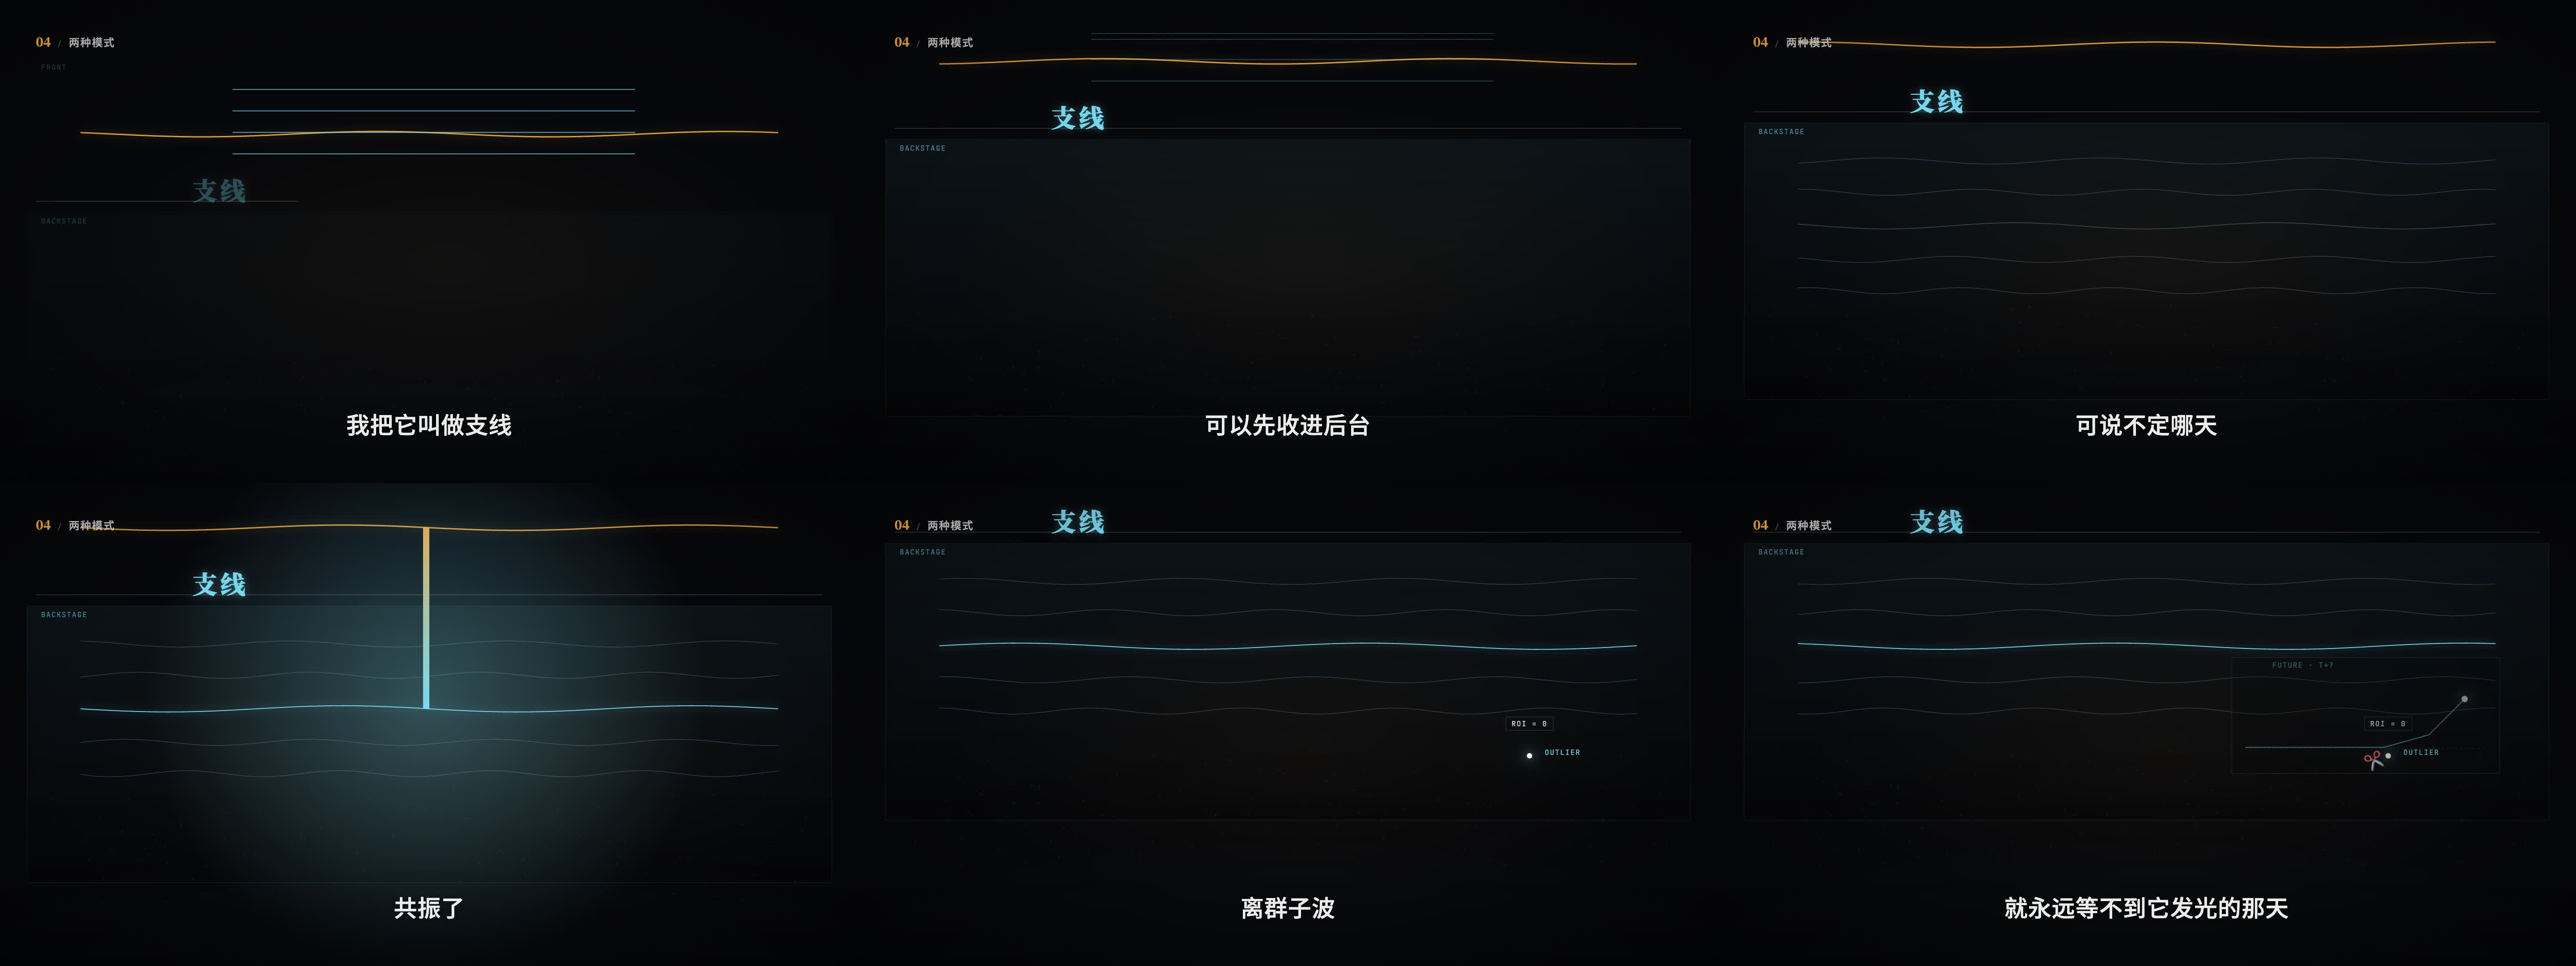 04 / 两种模式
FRONT
支线
BACKSTAGE
我把它叫做支线
04 / 两种模式
支线
BACKSTAGE
可以先收进后台
04 / 两种模式
支线
BACKSTAGE
可说不定哪天
04 / 两种模式
支线
BACKSTAGE
共振了
04 / 两种模式
支线
BACKSTAGE
ROI = 0
OUTLIER
离群子波
04 / 两种模式
支线
BACKSTAGE
FUTURE · T+?
ROI = 0
OUTLIER
就永远等不到它发光的那天